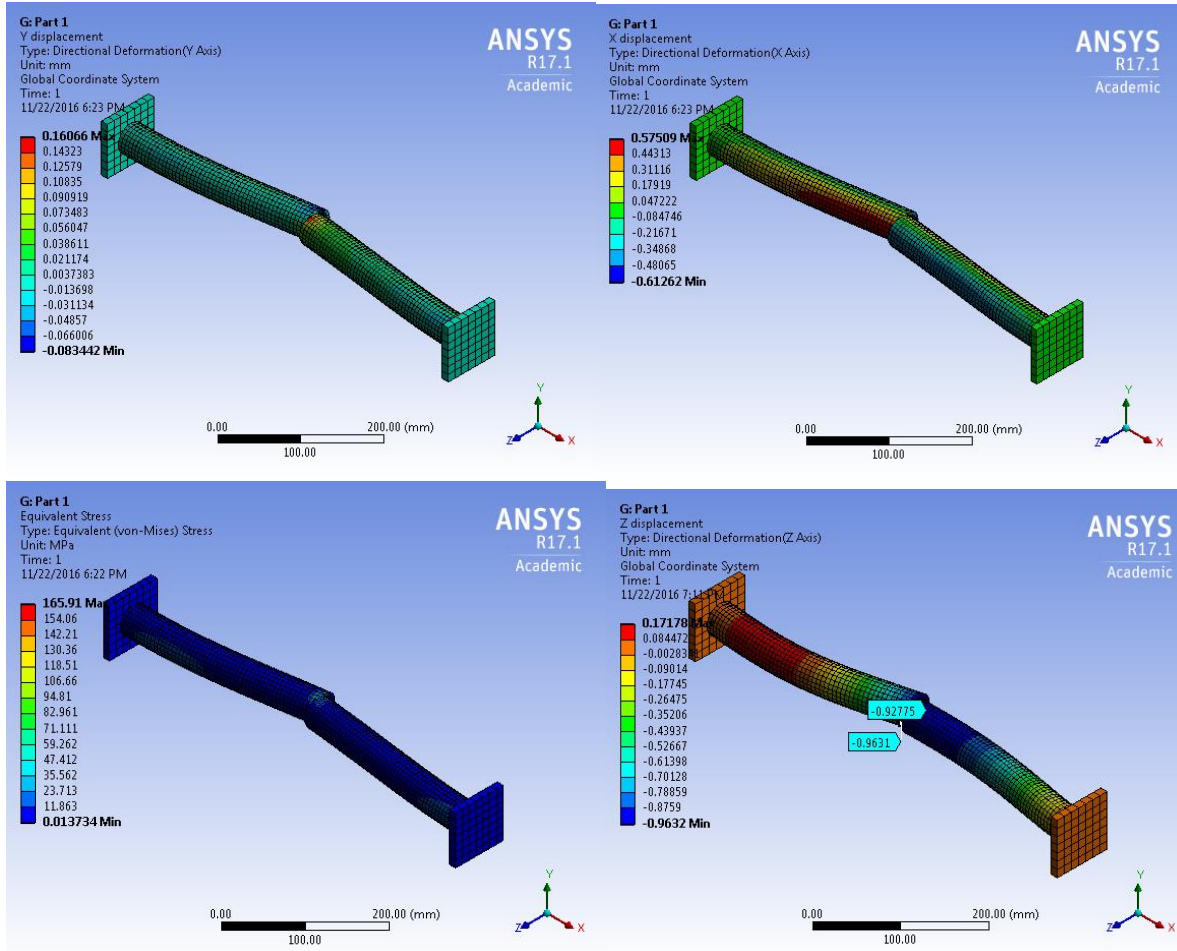 G: Part 1
Y displacement
Type: Directional Deformation(Y Axis)
Unit: mm
Global Coordinate System
Time: 1
11/22/2016 6:23 PM
ANSYS
R17.1
Academic
0.16066 Max
0.14323
0.12579
0.10835
0.090919
0.073483
0.056047
0.038611
0.021174
0.0037383
-0.013698
-0.031134
-0.04857
-0.066006
-0.083442 Min
0.00
200.00 (mm)
100.00
Y
Z
X
G: Part 1
X displacement
Type: Directional Deformation(X Axis)
Unit: mm
Global Coordinate System
Time: 1
11/22/2016 6:23 PM
ANSYS
R17.1
Academic
0.57509 Max
0.44313
0.31116
0.17919
0.047222
-0.084746
-0.21671
-0.34868
-0.48065
-0.61262 Min
0.00
200.00 (mm)
100.00
Y
Z
X
G: Part 1
Equivalent Stress
Type: Equivalent (von-Mises) Stress
Unit: MPa
Time: 1
11/22/2016 6:22 PM
ANSYS
R17.1
Academic
165.91 Max
154.06
142.21
130.36
118.51
106.66
94.81
82.961
71.111
59.262
47.412
35.562
23.713
11.863
0.013734 Min
0.00
200.00 (mm)
100.00
Y
Z
X
G: Part 1
Z displacement
Type: Directional Deformation(Z Axis)
Unit: mm
Global Coordinate System
Time: 1
11/22/2016 7:11 PM
ANSYS
R17.1
Academic
0.17178 Max
0.084472
-0.09014
-0.17745
-0.26475
-0.35206
-0.43937
-0.52667
-0.61398
-0.70128
-0.78859
-0.8759
-0.9632 Min
-0.92775
-0.9631
0.00
200.00 (mm)
100.00
Y
Z
X